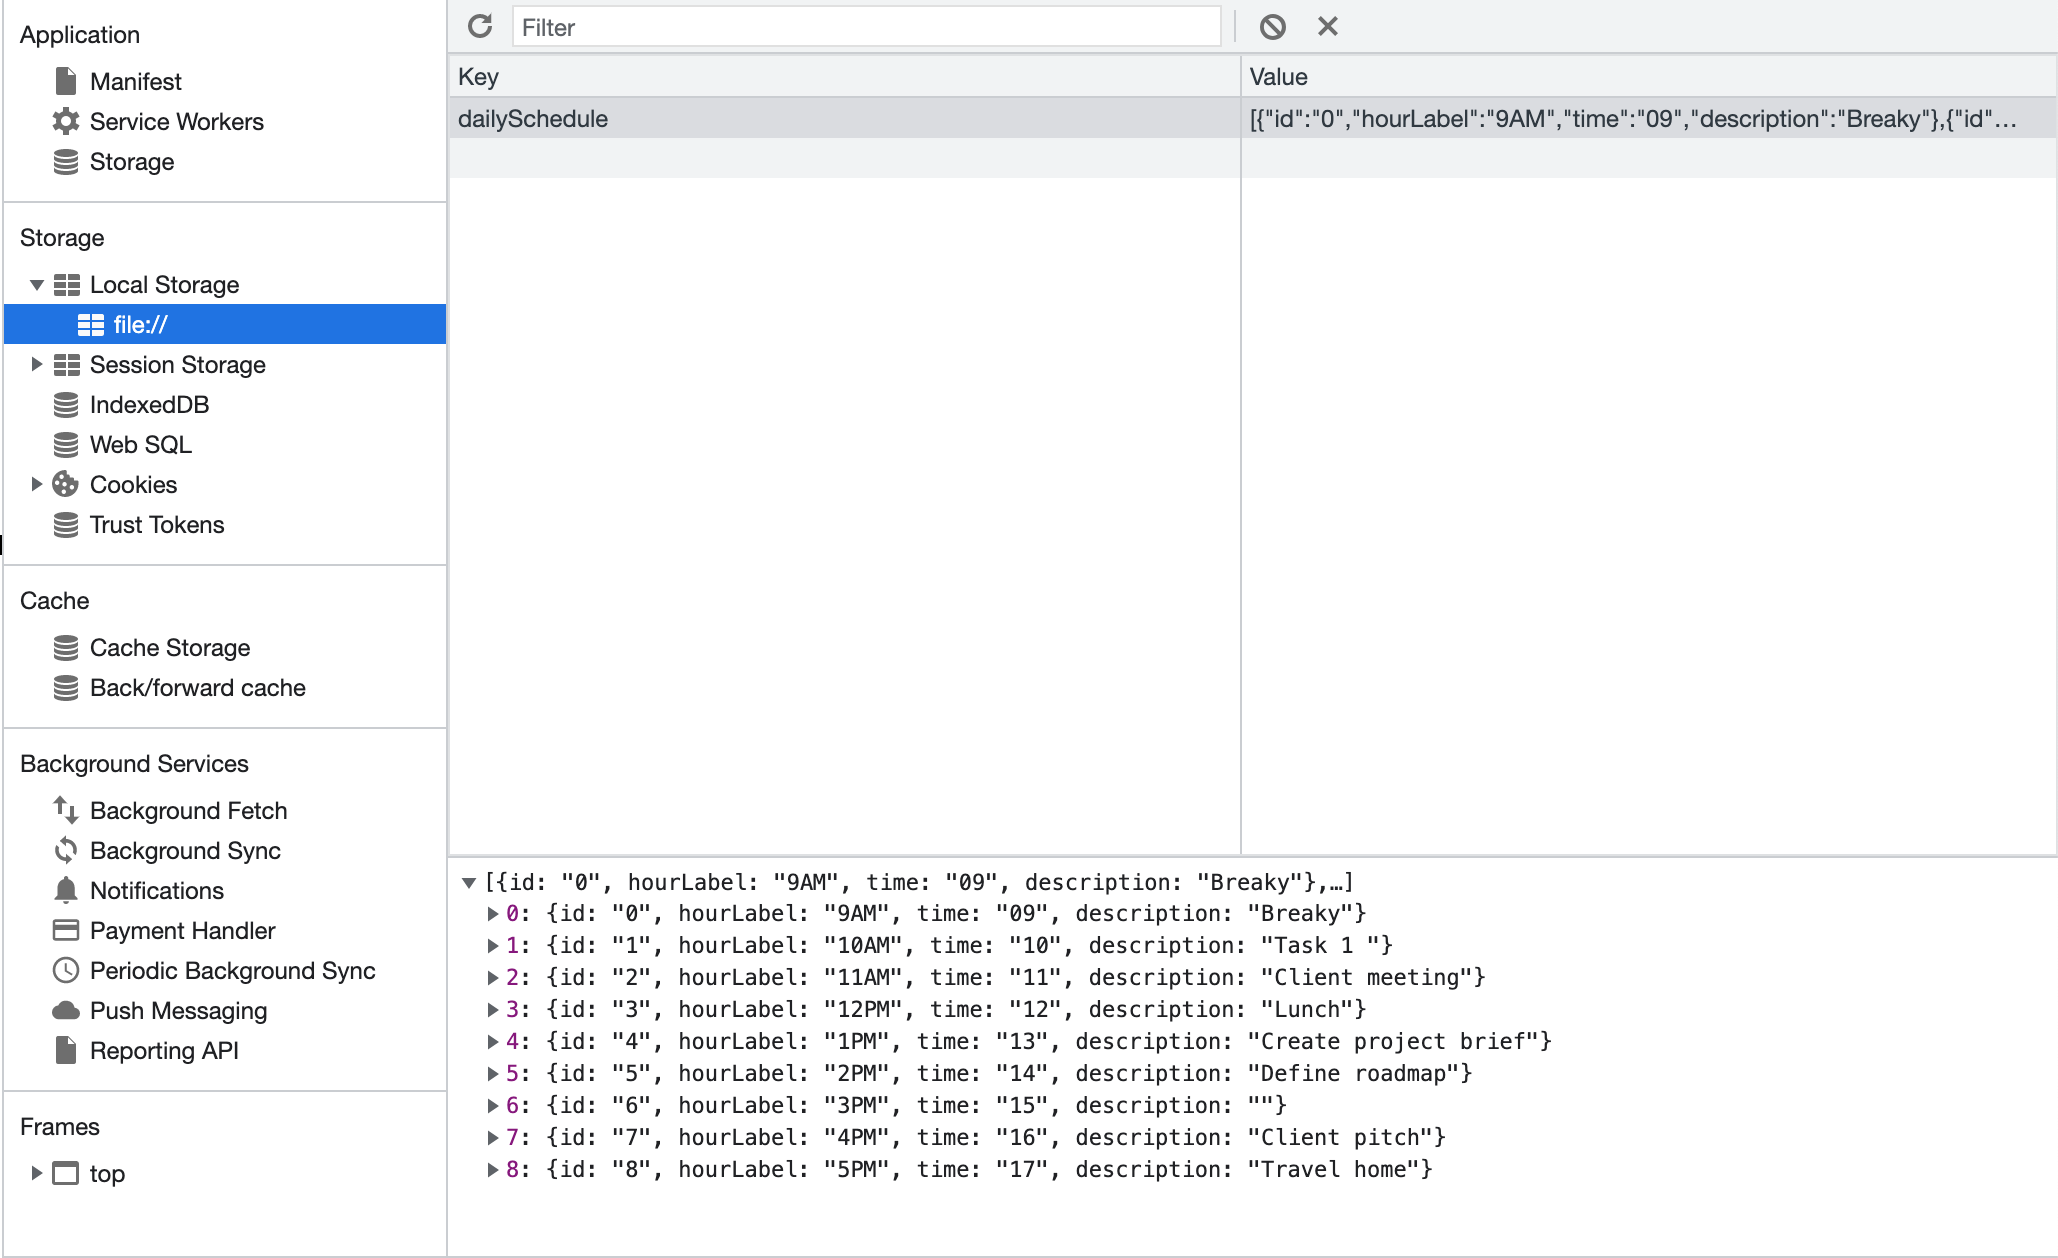 Application
Manifest
Service Workers
Storage
Storage
Local Storage
file://
Session Storage
IndexedDB
Web SQL
Cookies
Trust Tokens
Cache
Cache Storage
Back/forward cache
Background Services
Background Fetch
Background Sync
Notifications
Payment Handler
Periodic Background Sync
Push Messaging
Reporting API
Frames
top
Filter
Key Value
dailySchedule [{"id":"0","hourLabel":"9AM","time":"09","description":"Breaky"},{"id"…
[{id: "0", hourLabel: "9AM", time: "09", description: "Breaky"},…]
0: {id: "0", hourLabel: "9AM", time: "09", description: "Breaky"}
1: {id: "1", hourLabel: "10AM", time: "10", description: "Task 1 "}
2: {id: "2", hourLabel: "11AM", time: "11", description: "Client meeting"}
3: {id: "3", hourLabel: "12PM", time: "12", description: "Lunch"}
4: {id: "4", hourLabel: "1PM", time: "13", description: "Create project brief"}
5: {id: "5", hourLabel: "2PM", time: "14", description: "Define roadmap"}
6: {id: "6", hourLabel: "3PM", time: "15", description: ""}
7: {id: "7", hourLabel: "4PM", time: "16", description: "Client pitch"}
8: {id: "8", hourLabel: "5PM", time: "17", description: "Travel home"}